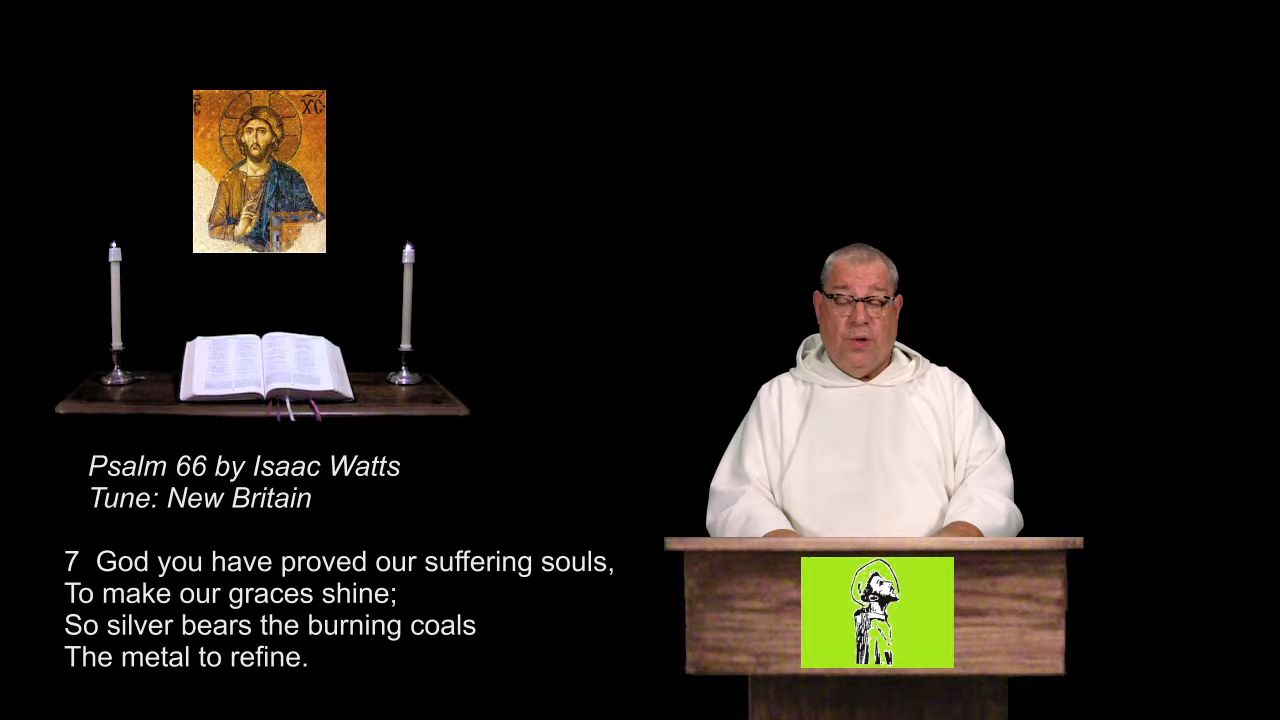 XC
Psalm 66 by Isaac Watts
Tune: New Britain
7 God you have proved our suffering souls,
To make our graces shine;
So silver bears the burning coals
The metal to refine.